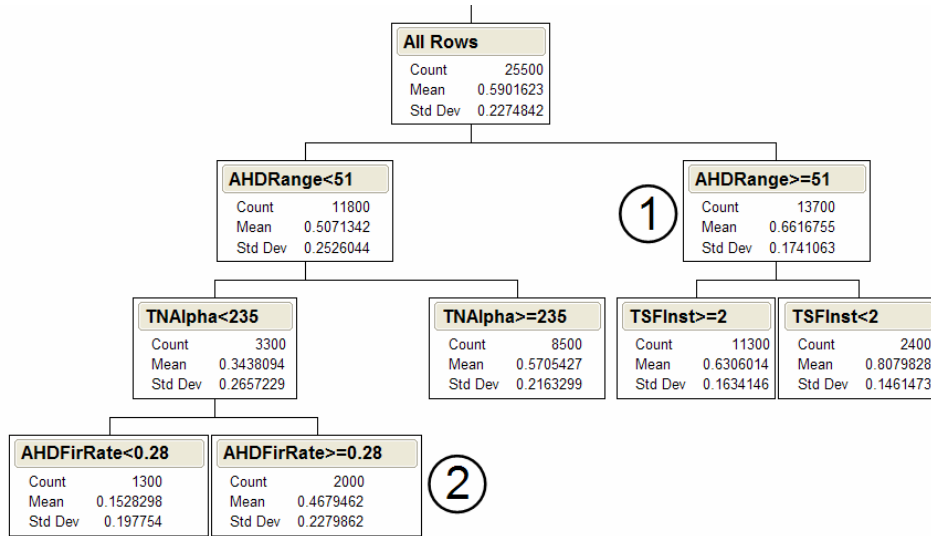 All Rows
Count 25500
Mean 0.5901623
Std Dev 0.2274842
AHDRange<51
Count 11800
Mean 0.5071342
Std Dev 0.2526044
1
AHDRange>=51
Count 13700
Mean 0.6616755
Std Dev 0.1741063
TNAlpha<235
Count 3300
Mean 0.3438094
Std Dev 0.2657229
TNAlpha>=235
Count 8500
Mean 0.5705427
Std Dev 0.2163299
TSFInst>=2
Count 11300
Mean 0.6306014
Std Dev 0.1634146
TSFInst<2
Count 2400
Mean 0.8079828
Std Dev 0.1461473
AHDFirRate<0.28
Count 1300
Mean 0.1528298
Std Dev 0.197754
AHDFirRate>=0.28
Count 2000
Mean 0.4679462
Std Dev 0.2279862
2